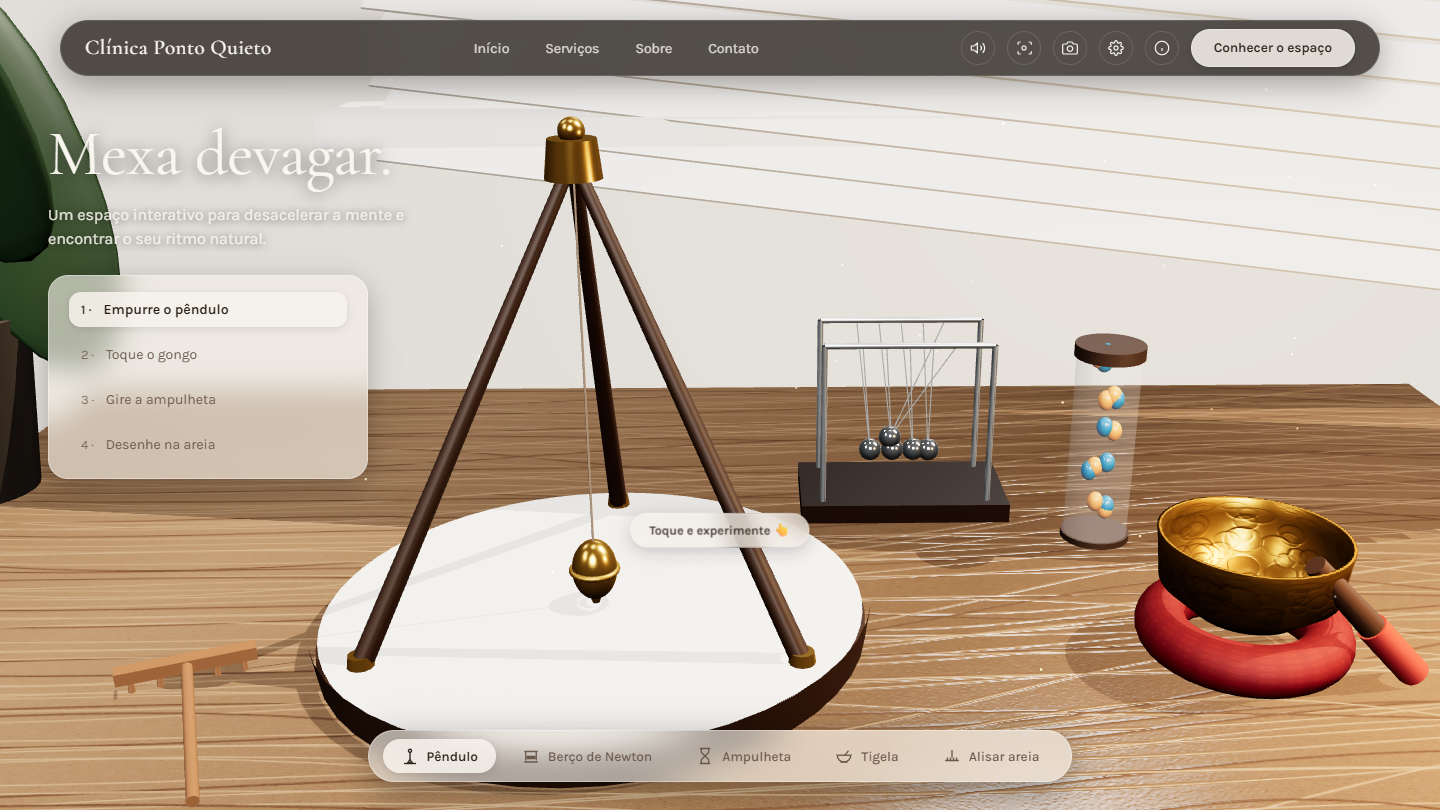 Clínica Ponto Quieto
Início
Serviços
Sobre
Contato
Conhecer o espaço
Mexa devagar.
Um espaço interativo para desacelerar a mente e
encontrar o seu ritmo natural.
1 · Empurre o pêndulo
2 · Toque o gongo
3 · Gire a ampulheta
4 · Desenhe na areia
Toque e experimente 👆
Pêndulo
Berço de Newton
Ampulheta
Tigela
Alisar areia